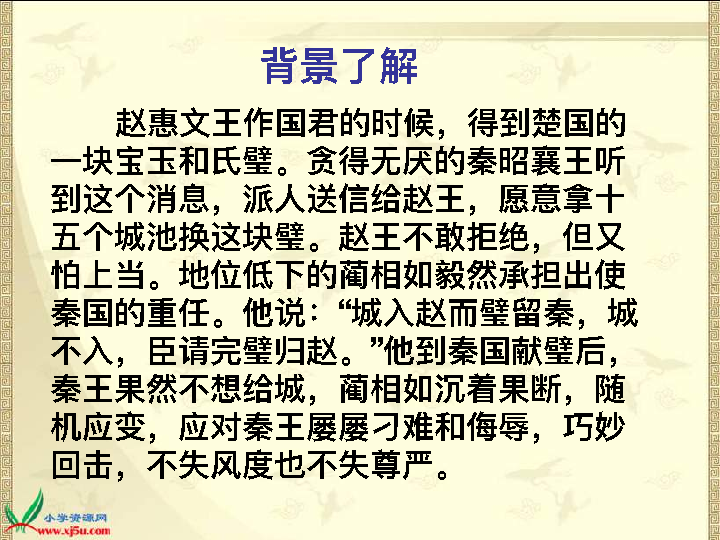 背景了解
赵惠文王作国君的时候，得到楚国的
一块宝玉和氏璧。贪得无厌的秦昭襄王听
到这个消息，派人送信给赵王，愿意拿十
五个城池换这块璧。赵王不敢拒绝，但又
怕上当。地位低下的蔺相如毅然承担出使
秦国的重任。他说：“城入赵而璧留秦，城
不入，臣请完璧归赵。”他到秦国献璧后，
秦王果然不想给城，蔺相如沉着果断，随
机应变，应对秦王屡屡刁难和侮辱，巧妙
回击，不失风度也不失尊严。
小学资源网
www.xj5u.com